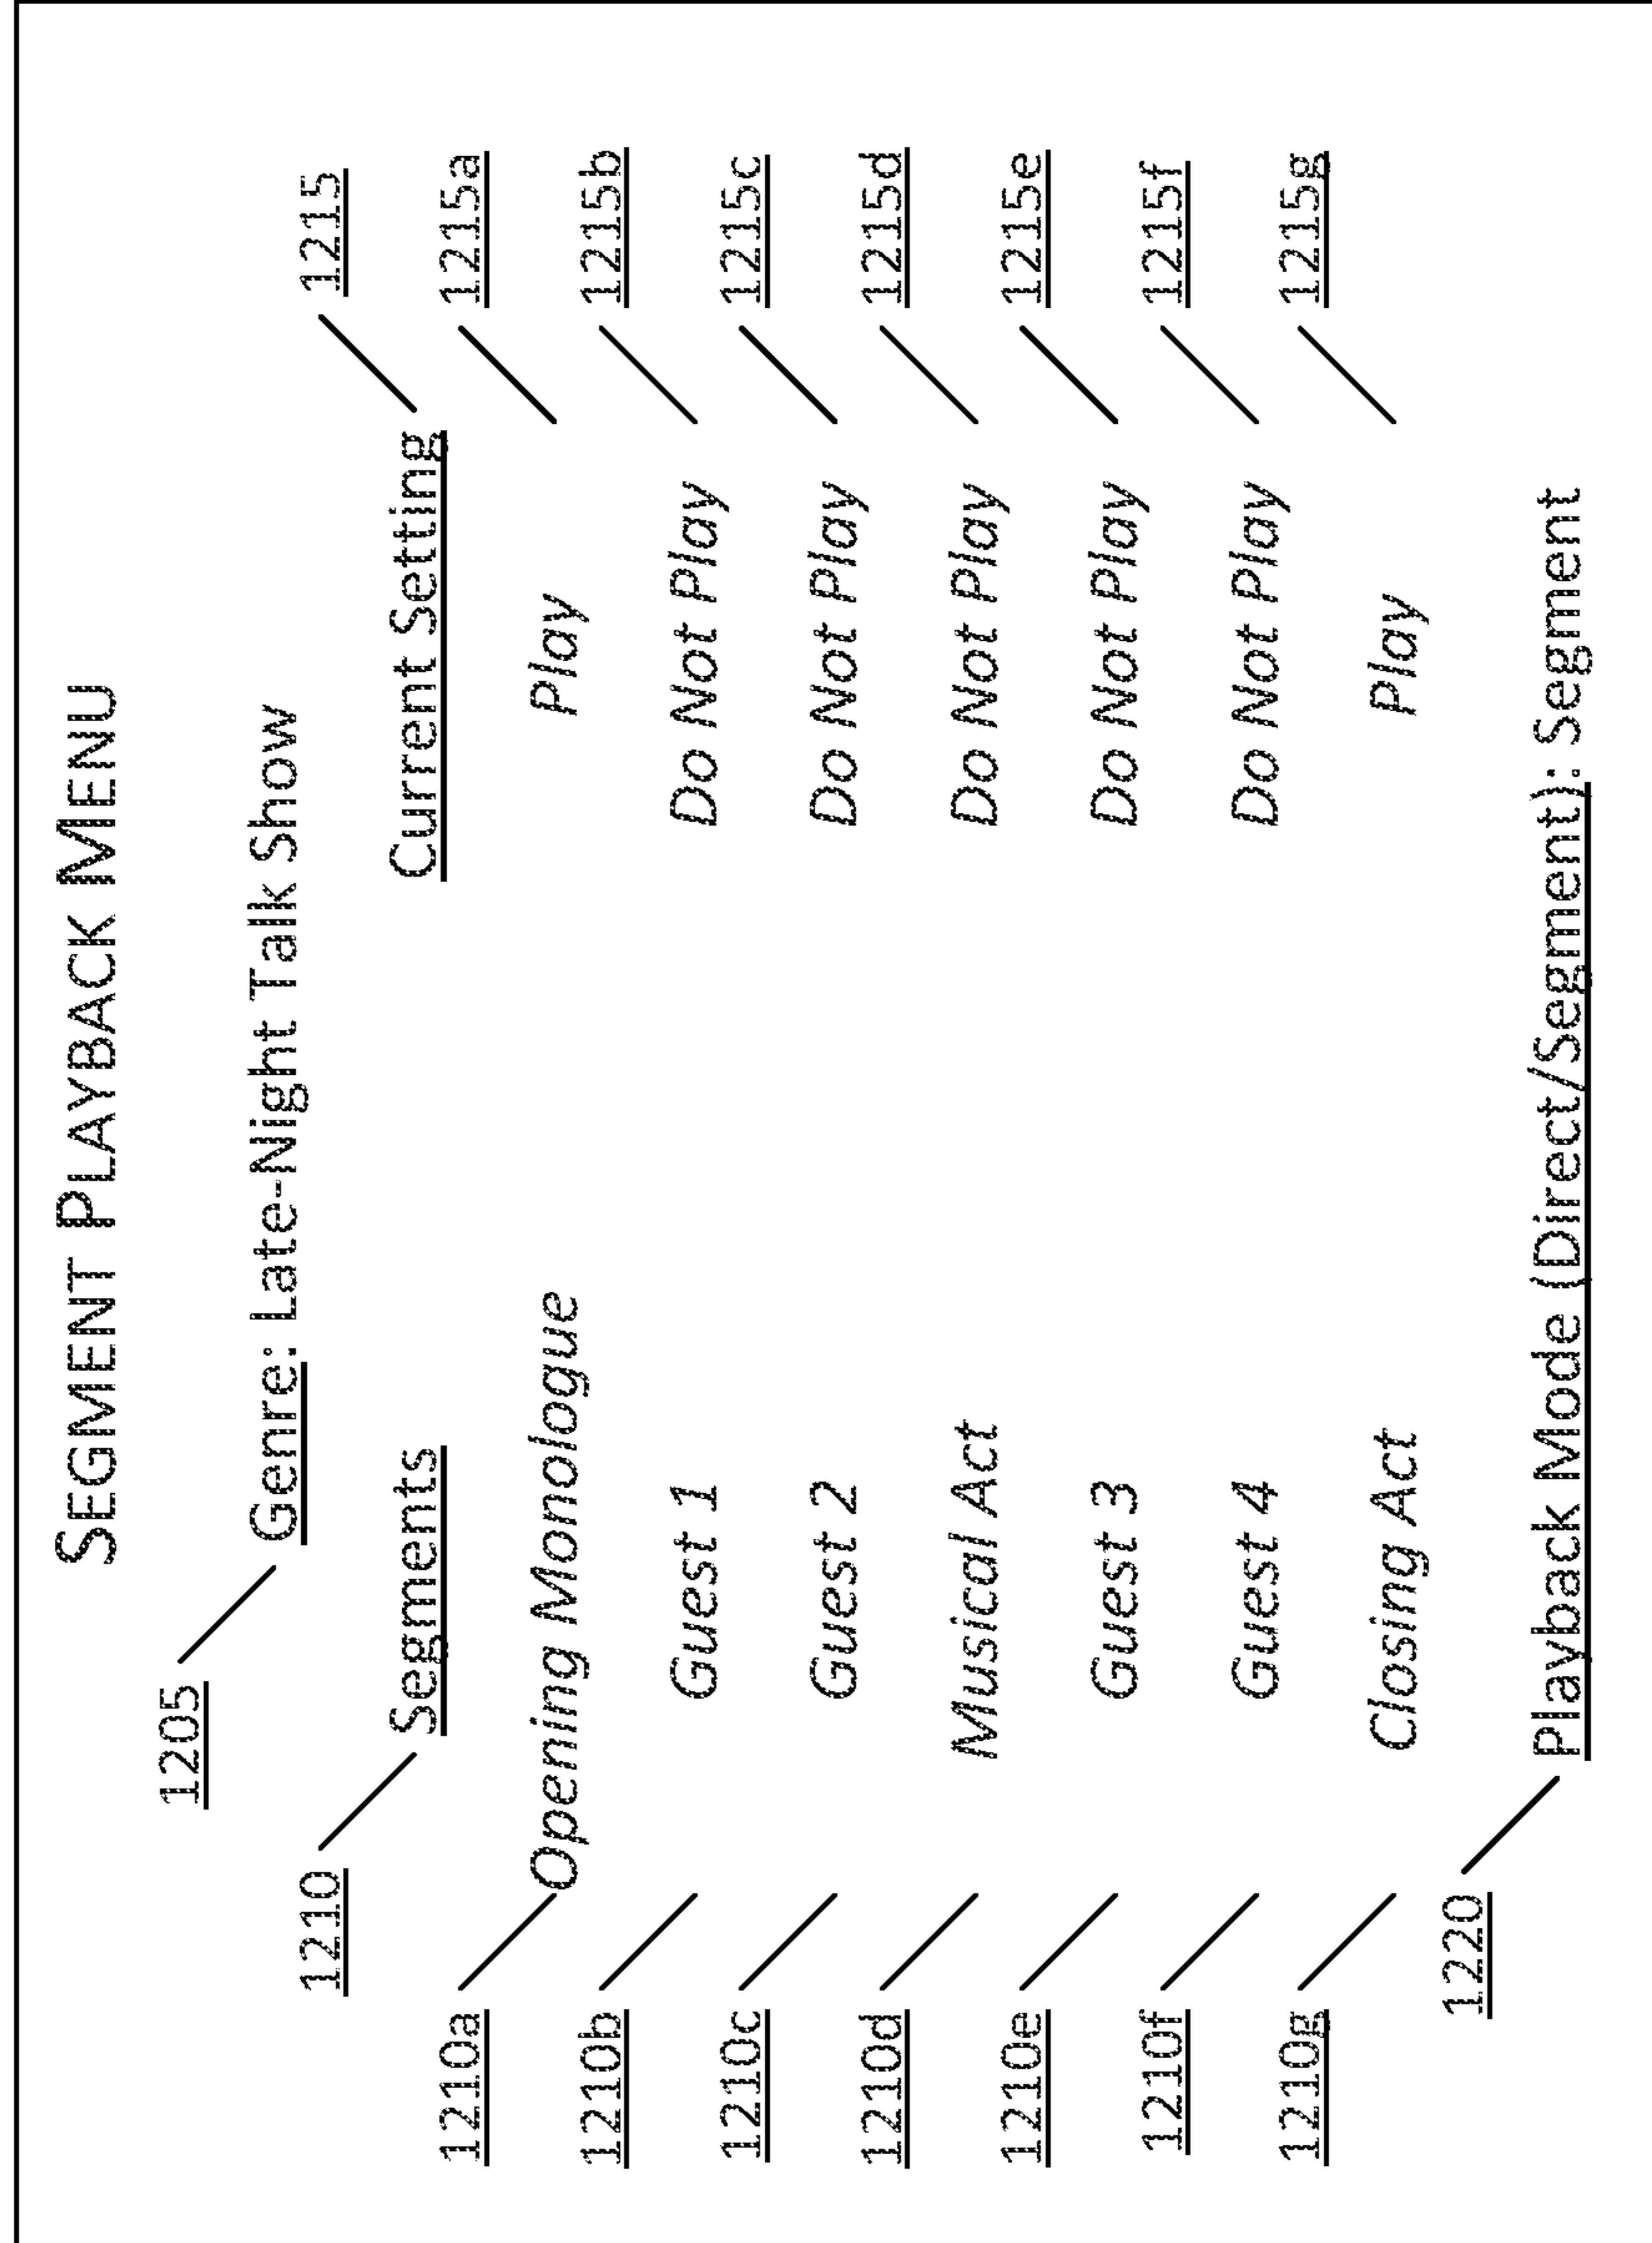 SEGMENT PLAYBACK MENU
1205 Genre: Late-Night Talk Show
1210 Segments Current Setting 1215
1210a Opening Monologue Play 1215a
1210b Guest 1 Do Not Play 1215b
1210c Guest 2 Do Not Play 1215c
1210d Musical Act Do Not Play 1215d
1210e Guest 3 Do Not Play 1215e
1210f Guest 4 Do Not Play 1215f
1210g Closing Act Play 1215g
1220 Playback Mode (Direct/Segment): Segment